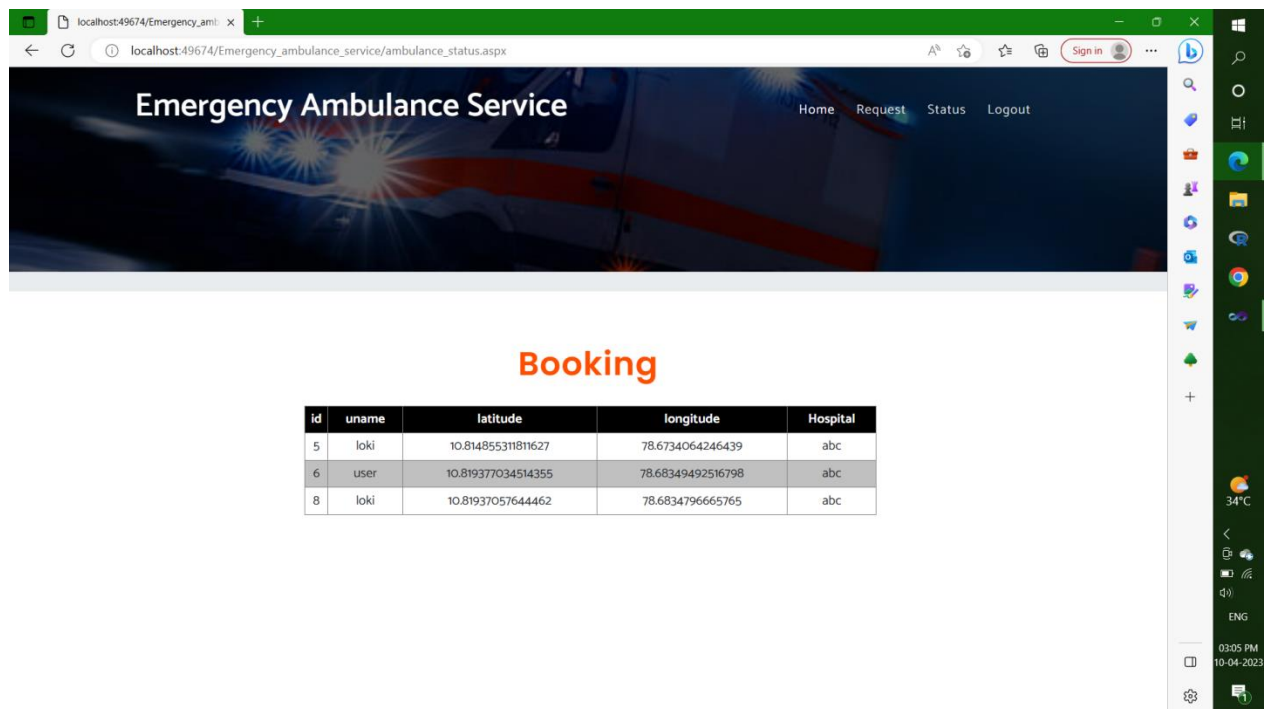 localhost:49674/Emergency_amb
localhost:49674/Emergency_ambulance_service/ambulance_status.aspx
Sign in
Emergency Ambulance Service
Home Request Status Logout
Booking
id uname latitude longitude Hospital
5 loki 10.814855311811627 78.6734064246439 abc
6 user 10.819377034514355 78.68349492516798 abc
8 loki 10.81937057644462 78.6834796665765 abc
34°C
ENG
03:05 PM
10-04-2023
1